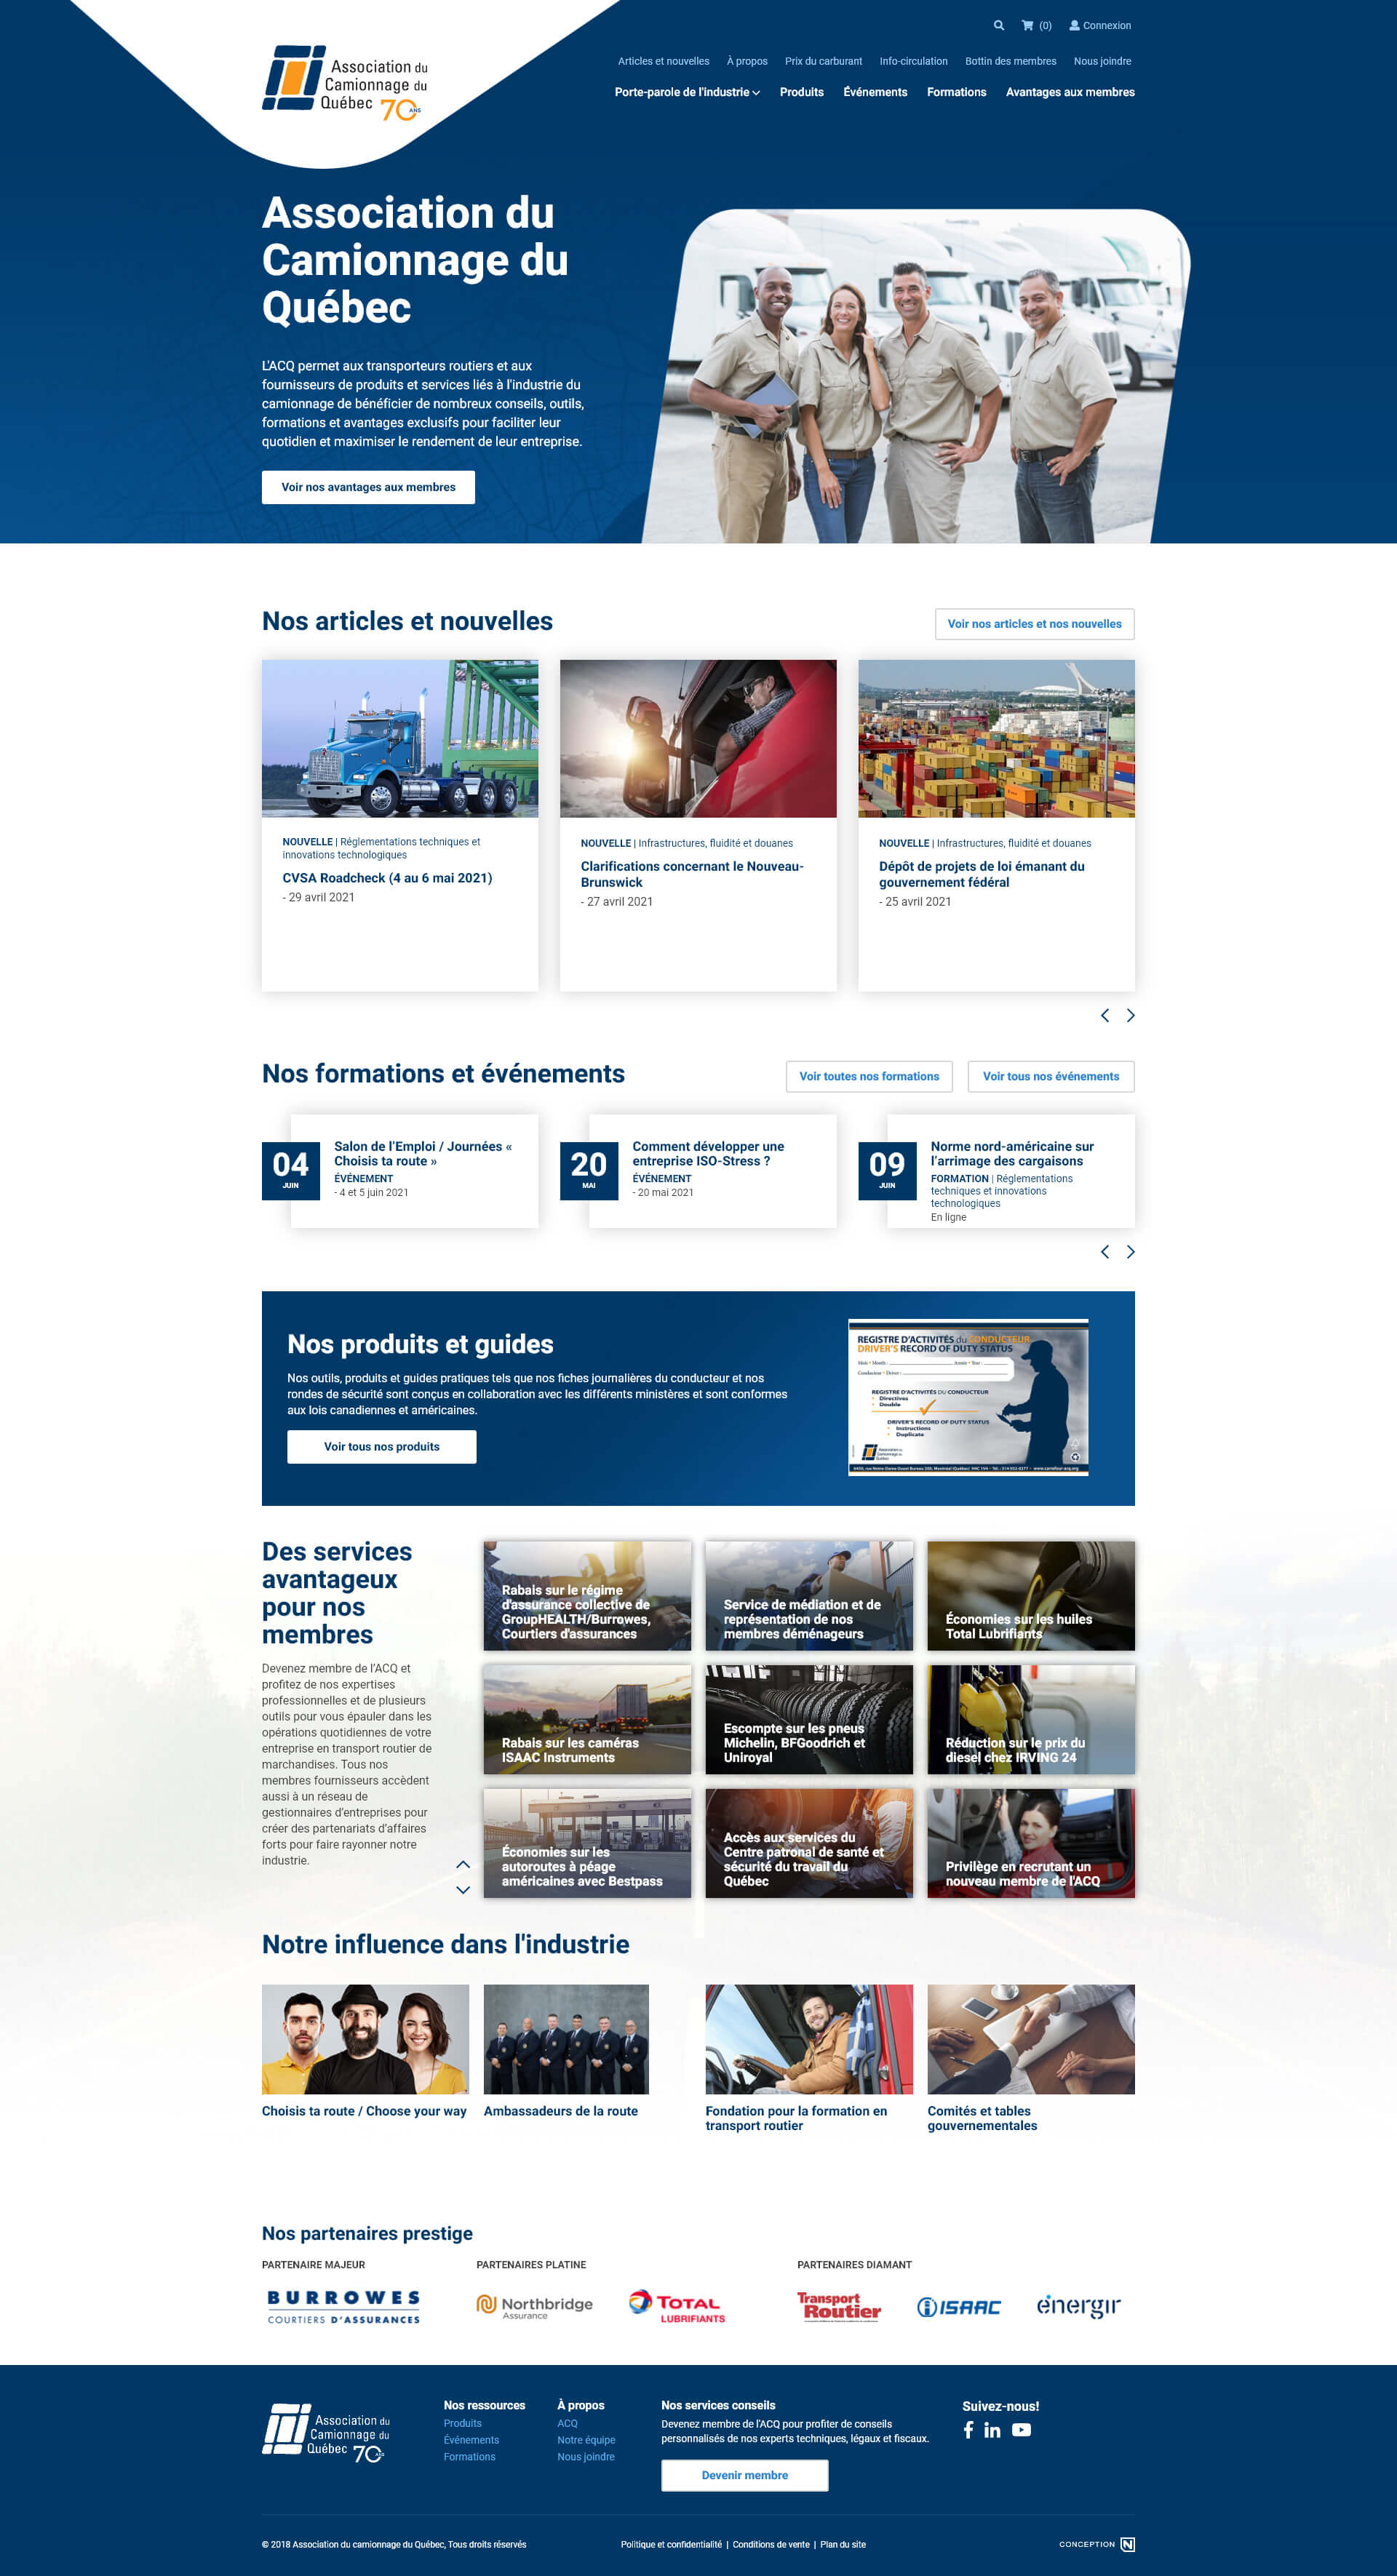 (0)
Connexion
Articles et nouvelles
À propos
Prix du carburant
Info-circulation
Bottin des membres
Nous joindre
Association du
Camionnage du
Québec
70 ANS
Porte-parole de l'industrie
Produits
Événements
Formations
Avantages aux membres
Association du
Camionnage du
Québec
L'ACQ permet aux transporteurs routiers et aux
fournisseurs de produits et services liés à l'industrie du
camionnage de bénéficier de nombreux conseils, outils,
formations et avantages exclusifs pour faciliter leur
quotidien et maximiser le rendement de leur entreprise.
Voir nos avantages aux membres
Nos articles et nouvelles
Voir nos articles et nos nouvelles
NOUVELLE | Réglementations techniques et
innovations technologiques
CVSA Roadcheck (4 au 6 mai 2021)
- 29 avril 2021
NOUVELLE | Infrastructures, fluidité et douanes
Clarifications concernant le Nouveau-
Brunswick
- 27 avril 2021
NOUVELLE | Infrastructures, fluidité et douanes
Dépôt de projets de loi émanant du
gouvernement fédéral
- 25 avril 2021
Nos formations et événements
Voir toutes nos formations
Voir tous nos événements
04
JUIN
Salon de l'Emploi / Journées «
Choisis ta route »
ÉVÉNEMENT
- 4 et 5 juin 2021
20
MAI
Comment développer une
entreprise ISO-Stress ?
ÉVÉNEMENT
- 20 mai 2021
09
JUIN
Norme nord-américaine sur
l'arrimage des cargaisons
FORMATION | Réglementations
techniques et innovations
technologiques
En ligne
Nos produits et guides
Nos outils, produits et guides pratiques tels que nos fiches journalières du conducteur et nos
rondes de sécurité sont conçus en collaboration avec les différents ministères et sont conformes
aux lois canadiennes et américaines.
Voir tous nos produits
REGISTRE D'ACTIVITÉS du CONDUCTEUR
DRIVER'S RECORD OF DUTY STATUS
Mois • Month :
Année • Year :
Conducteur • Driver :
REGISTRE D'ACTIVITÉS DU CONDUCTEUR
• Directives
• Double
DRIVER'S RECORD OF DUTY STATUS
• Instructions
• Duplicate
Association du
Camionnage du
Québec
Des services
avantageux
pour nos
membres
Devenez membre de l'ACQ et
profitez de nos expertises
professionnelles et de plusieurs
outils pour vous épauler dans les
opérations quotidiennes de votre
entreprise en transport routier de
marchandises. Tous nos
membres fournisseurs accèdent
aussi à un réseau de
gestionnaires d'entreprises pour
créer des partenariats d'affaires
forts pour faire rayonner notre
industrie.
Rabais sur le régime
d'assurance collective de
GroupHEALTH/Burrowes,
Courtiers d'assurances
Service de médiation et de
représentation de nos
membres déménageurs
Économies sur les huiles
Total Lubrifiants
Rabais sur les caméras
ISAAC Instruments
Escompte sur les pneus
Michelin, BFGoodrich et
Uniroyal
Réduction sur le prix du
diesel chez IRVING 24
Économies sur les
autoroutes à péage
américaines avec Bestpass
Accès aux services du
Centre patronal de santé et
sécurité du travail du
Québec
Privilège en recrutant un
nouveau membre de l'ACQ
Notre influence dans l'industrie
Choisis ta route / Choose your way
Ambassadeurs de la route
Fondation pour la formation en
transport routier
Comités et tables
gouvernementales
Nos partenaires prestige
PARTENAIRE MAJEUR
PARTENAIRES PLATINE
PARTENAIRES DIAMANT
BURROWES
COURTIERS D'ASSURANCES
Northbridge
Assurance
TOTAL
LUBRIFIANTS
Transport
Routier
ISAAC
énergir
Association du
Camionnage du
Québec
70 ANS
Nos ressources
Produits
Événements
Formations
À propos
ACQ
Notre équipe
Nous joindre
Nos services conseils
Devenez membre de l'ACQ pour profiter de conseils
personnalisés de nos experts techniques, légaux et fiscaux.
Devenir membre
Suivez-nous!
© 2018 Association du camionnage du Québec, Tous droits réservés
Politique et confidentialité | Conditions de vente | Plan du site
CONCEPTION N